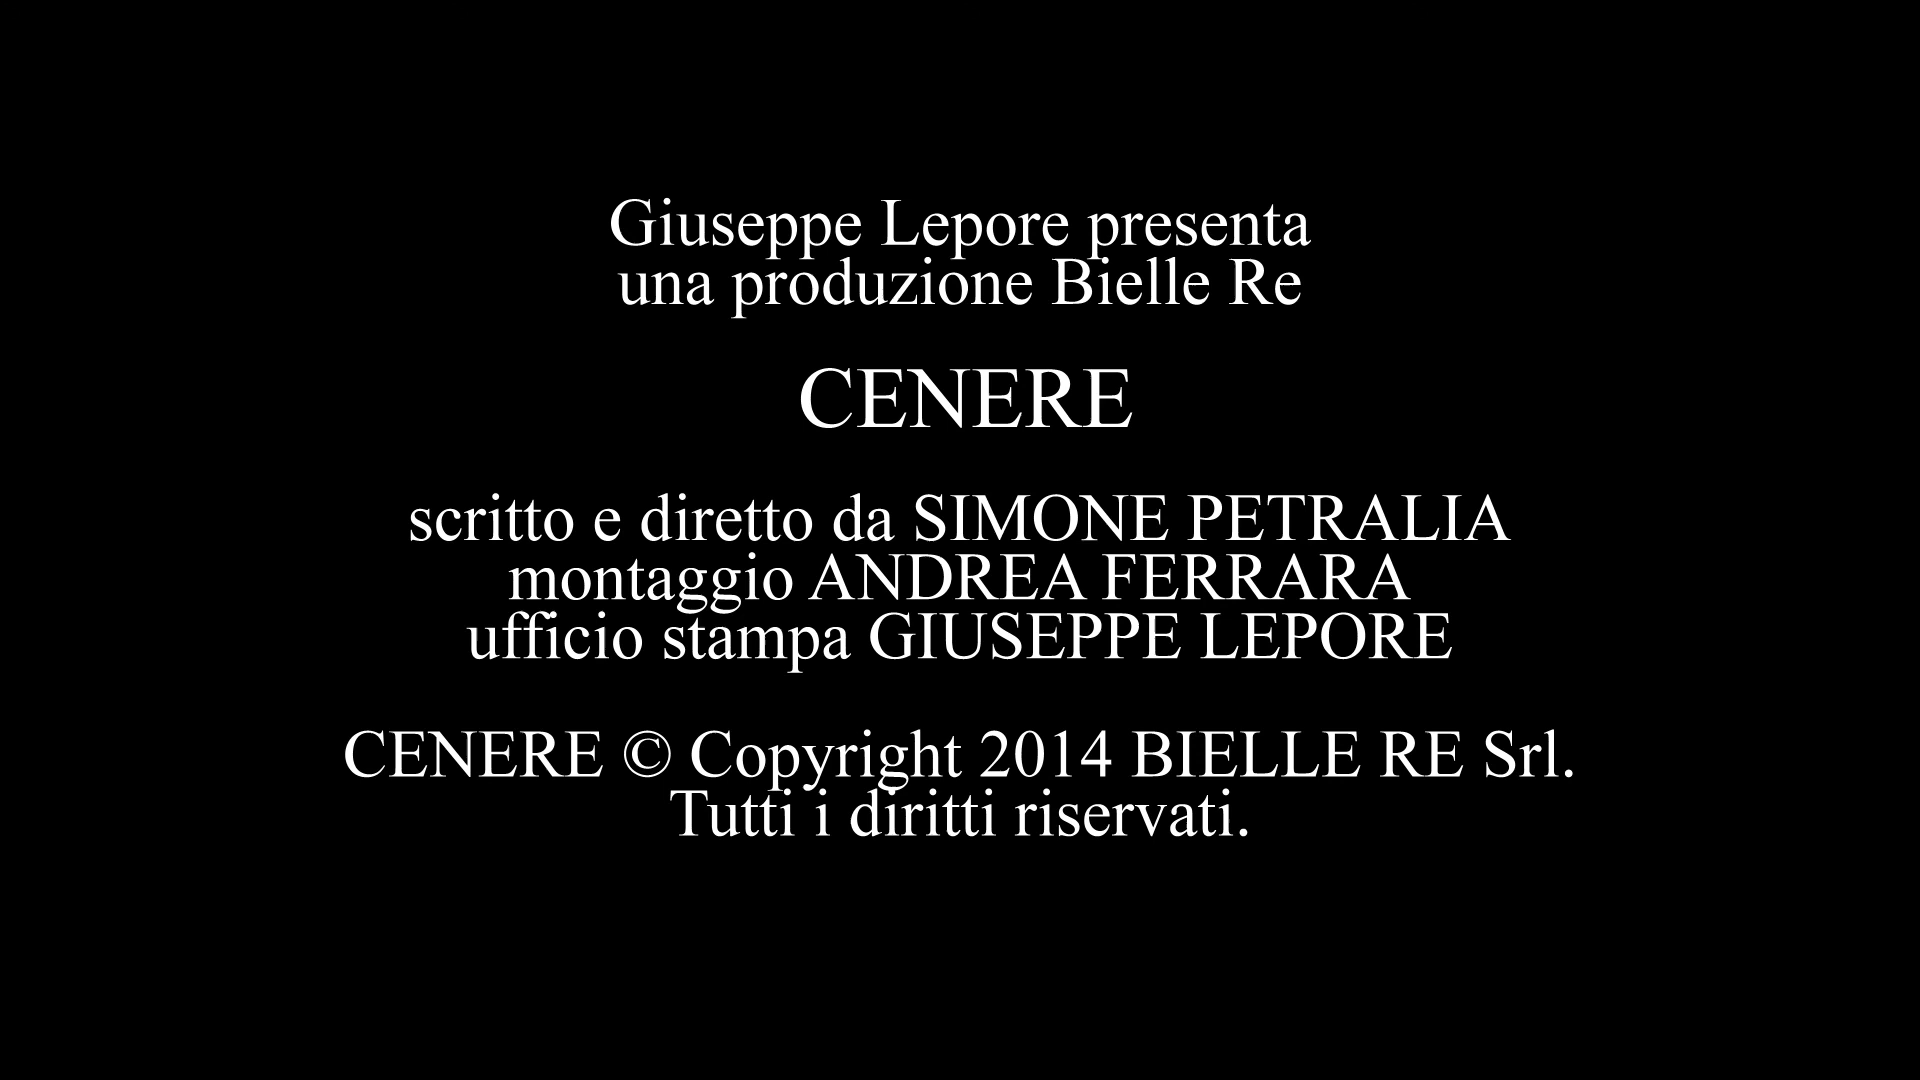 Giuseppe Lepore presenta
una produzione Bielle Re
CENERE
scritto e diretto da SIMONE PETRALIA
montaggio ANDREA FERRARA
ufficio stampa GIUSEPPE LEPORE
CENERE © Copyright 2014 BIELLE RE Srl.
Tutti i diritti riservati.